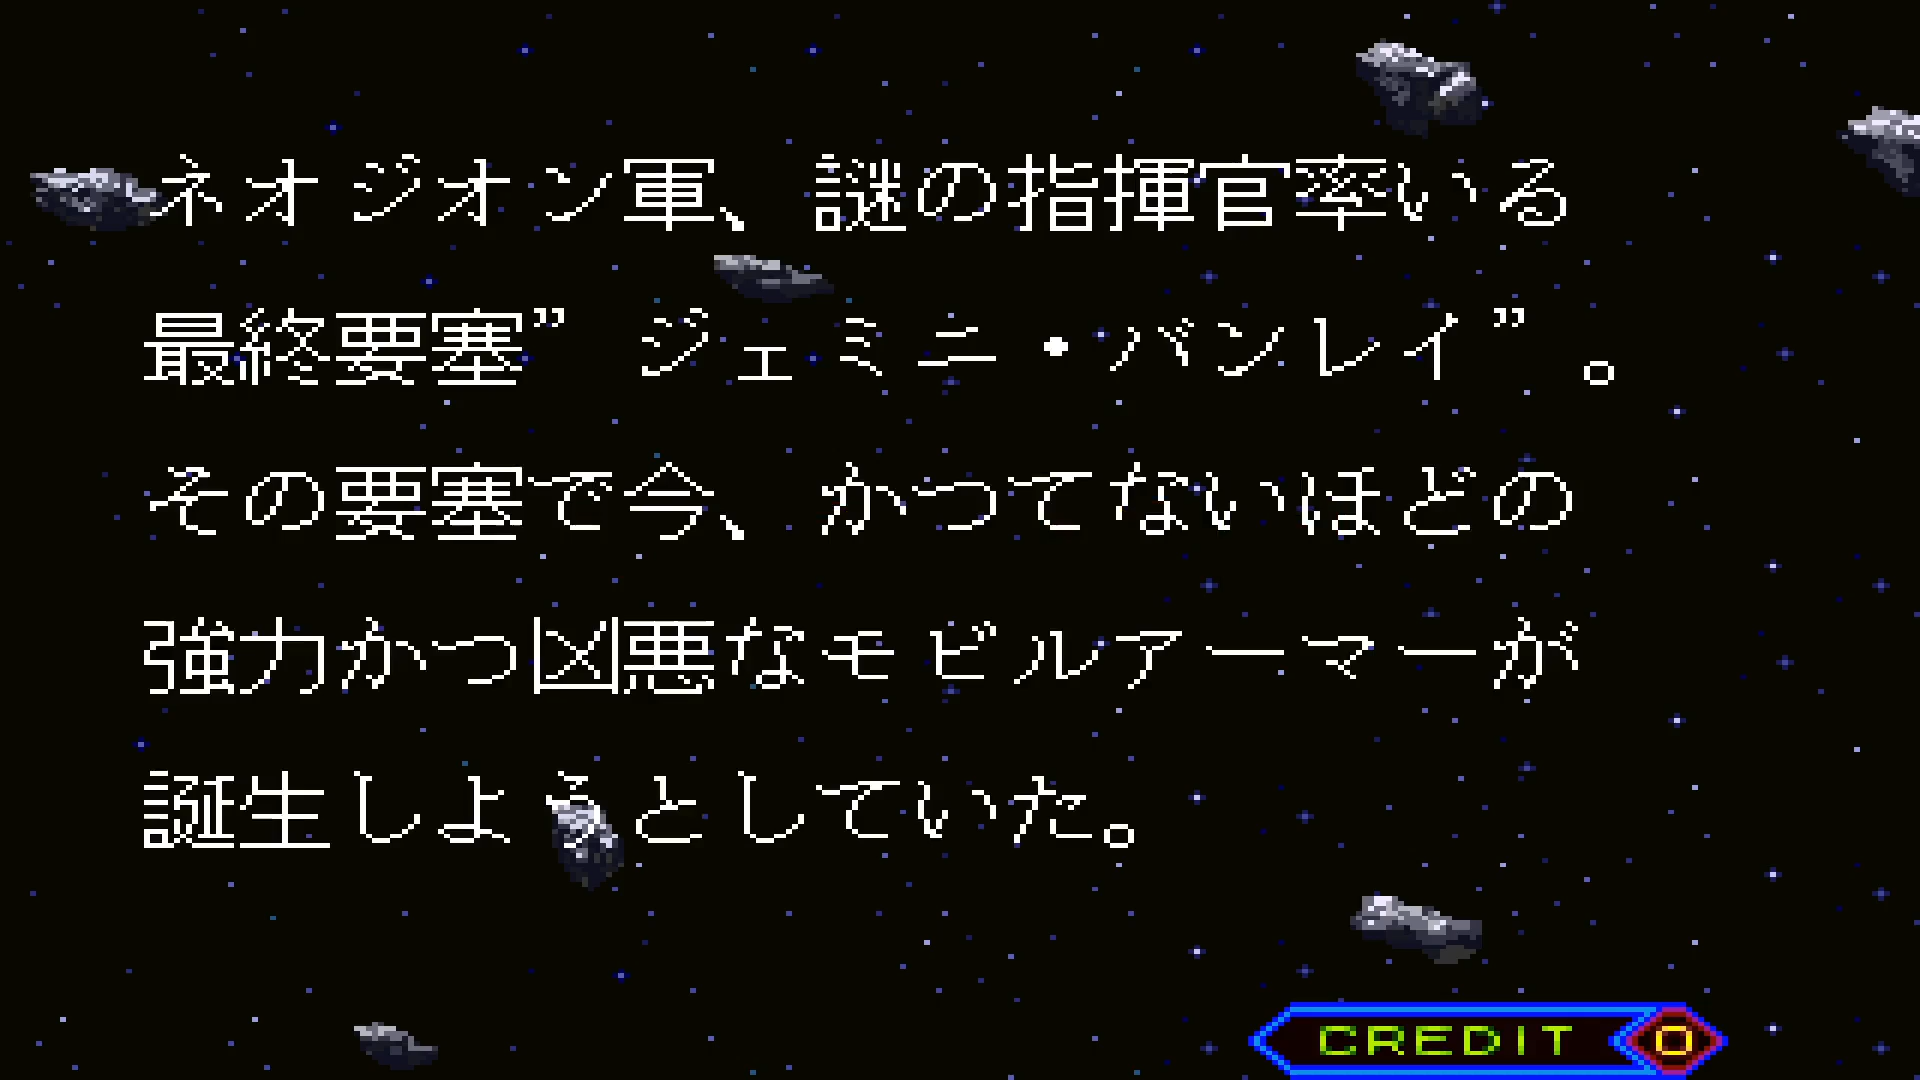 ネオジオン軍、謎の指揮官率いる
最終要塞”ジェミニ・バンレイ”。
その要塞で今、かつてないほどの
強力かつ凶悪なモビルアーマーが
誕生しようとしていた。
CREDIT 0